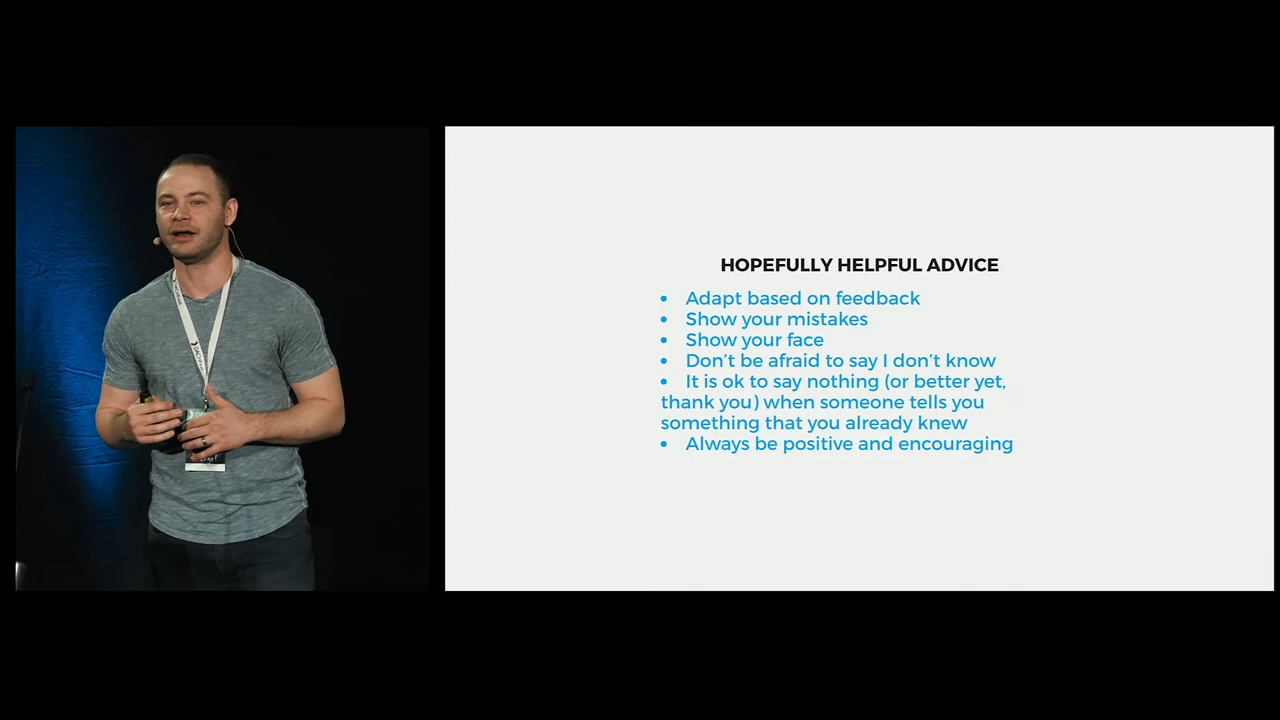 HOPEFULLY HELPFUL ADVICE
• Adapt based on feedback
• Show your mistakes
• Show your face
• Don’t be afraid to say I don’t know
• It is ok to say nothing (or better yet,
thank you) when someone tells you
something that you already knew
• Always be positive and encouraging